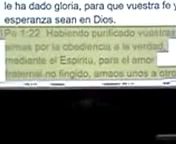 le ha dado gloria, para que vuestra fe y
esperanza sean en Dios.
1Pe 1:22 Habiendo purificado vuestras
almas por la obediencia a la verdad,
mediante el Espíritu, para el amor
fraternal no fingido, amaos unos a otro